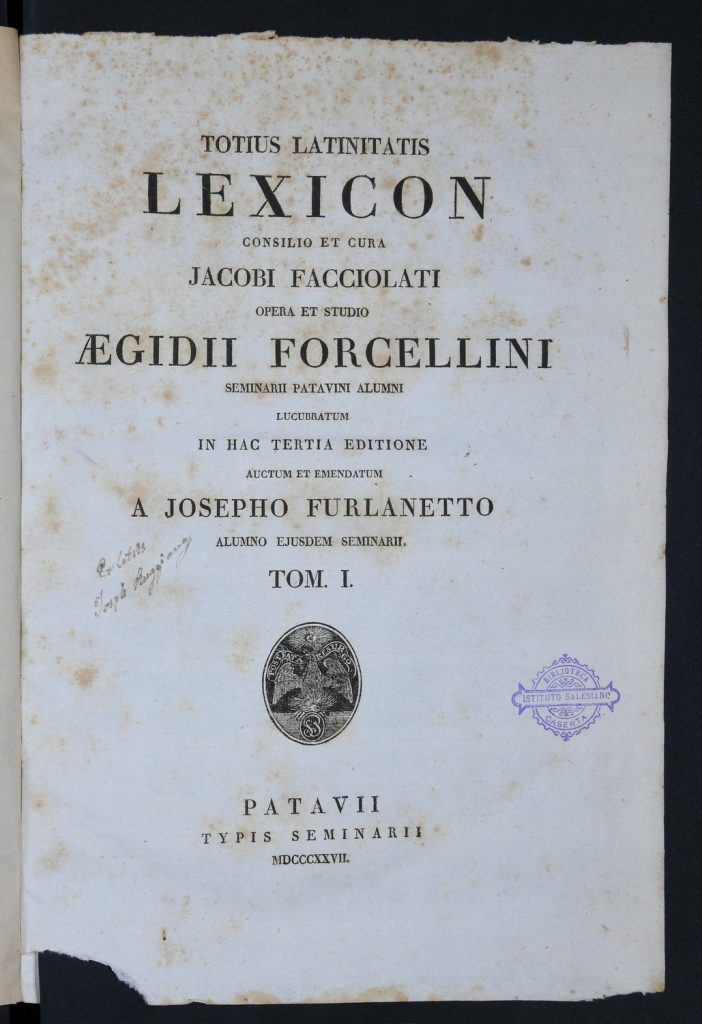 TOTIUS LATINITATIS
LEXICON
CONSILIO ET CURA
JACOBI FACCIOLATI
OPERA ET STUDIO
ÆGIDII FORCELLINI
SEMINARII PATAVINI ALUMNI
LUCUBRATUM
IN HAC TERTIA EDITIONE
AUCTUM ET EMENDATUM
A JOSEPHO FURLANETTO
ALUMNO EJUSDEM SEMINARII.
Ex
Joseph
TOM. I.
BIBLIOTECA
ISTITUTO SALESIANO
CASERTA
PATAVII
TYPIS SEMINARII
MDCCCXXVII.